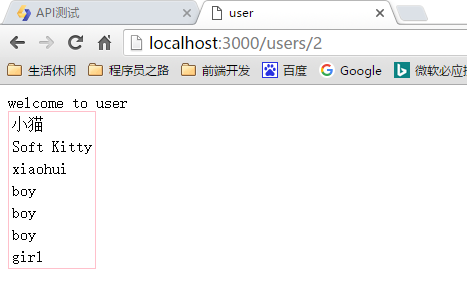 API测试
user
localhost:3000/users/2
生活休闲 程序员之路 前端开发 百度 Google 微软必应
welcome to user
小猫
Soft Kitty
xiaohui
boy
boy
boy
girl